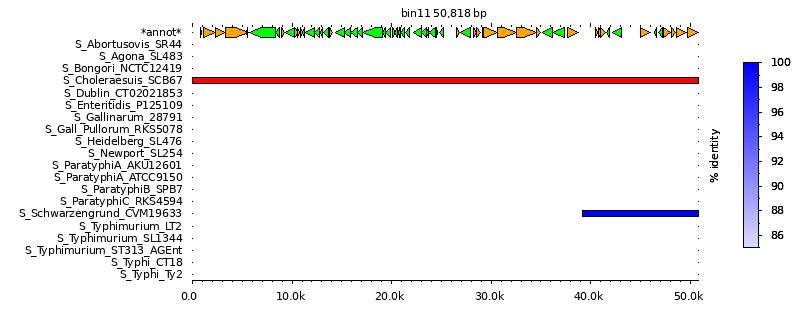 bin11 50,818 bp
*annot*
S_Abortusovis_SR44
S_Agona_SL483
S_Bongori_NCTC12419
S_Choleraesuis_SCB67
S_Dublin_CT02021853
S_Enteritidis_P125109
S_Gallinarum_28791
S_Gall_Pullorum_RKS5078
S_Heidelberg_SL476
S_Newport_SL254
S_ParatyphiA_AKU12601
S_ParatyphiA_ATCC9150
S_ParatyphiB_SPB7
S_ParatyphiC_RKS4594
S_Schwarzengrund_CVM19633
S_Typhimurium_LT2
S_Typhimurium_SL1344
S_Typhimurium_ST313_AGEnt
S_Typhi_CT18
S_Typhi_Ty2
0.0 10.0k 20.0k 30.0k 40.0k 50.0k
% identity
100
98
96
94
92
90
88
86